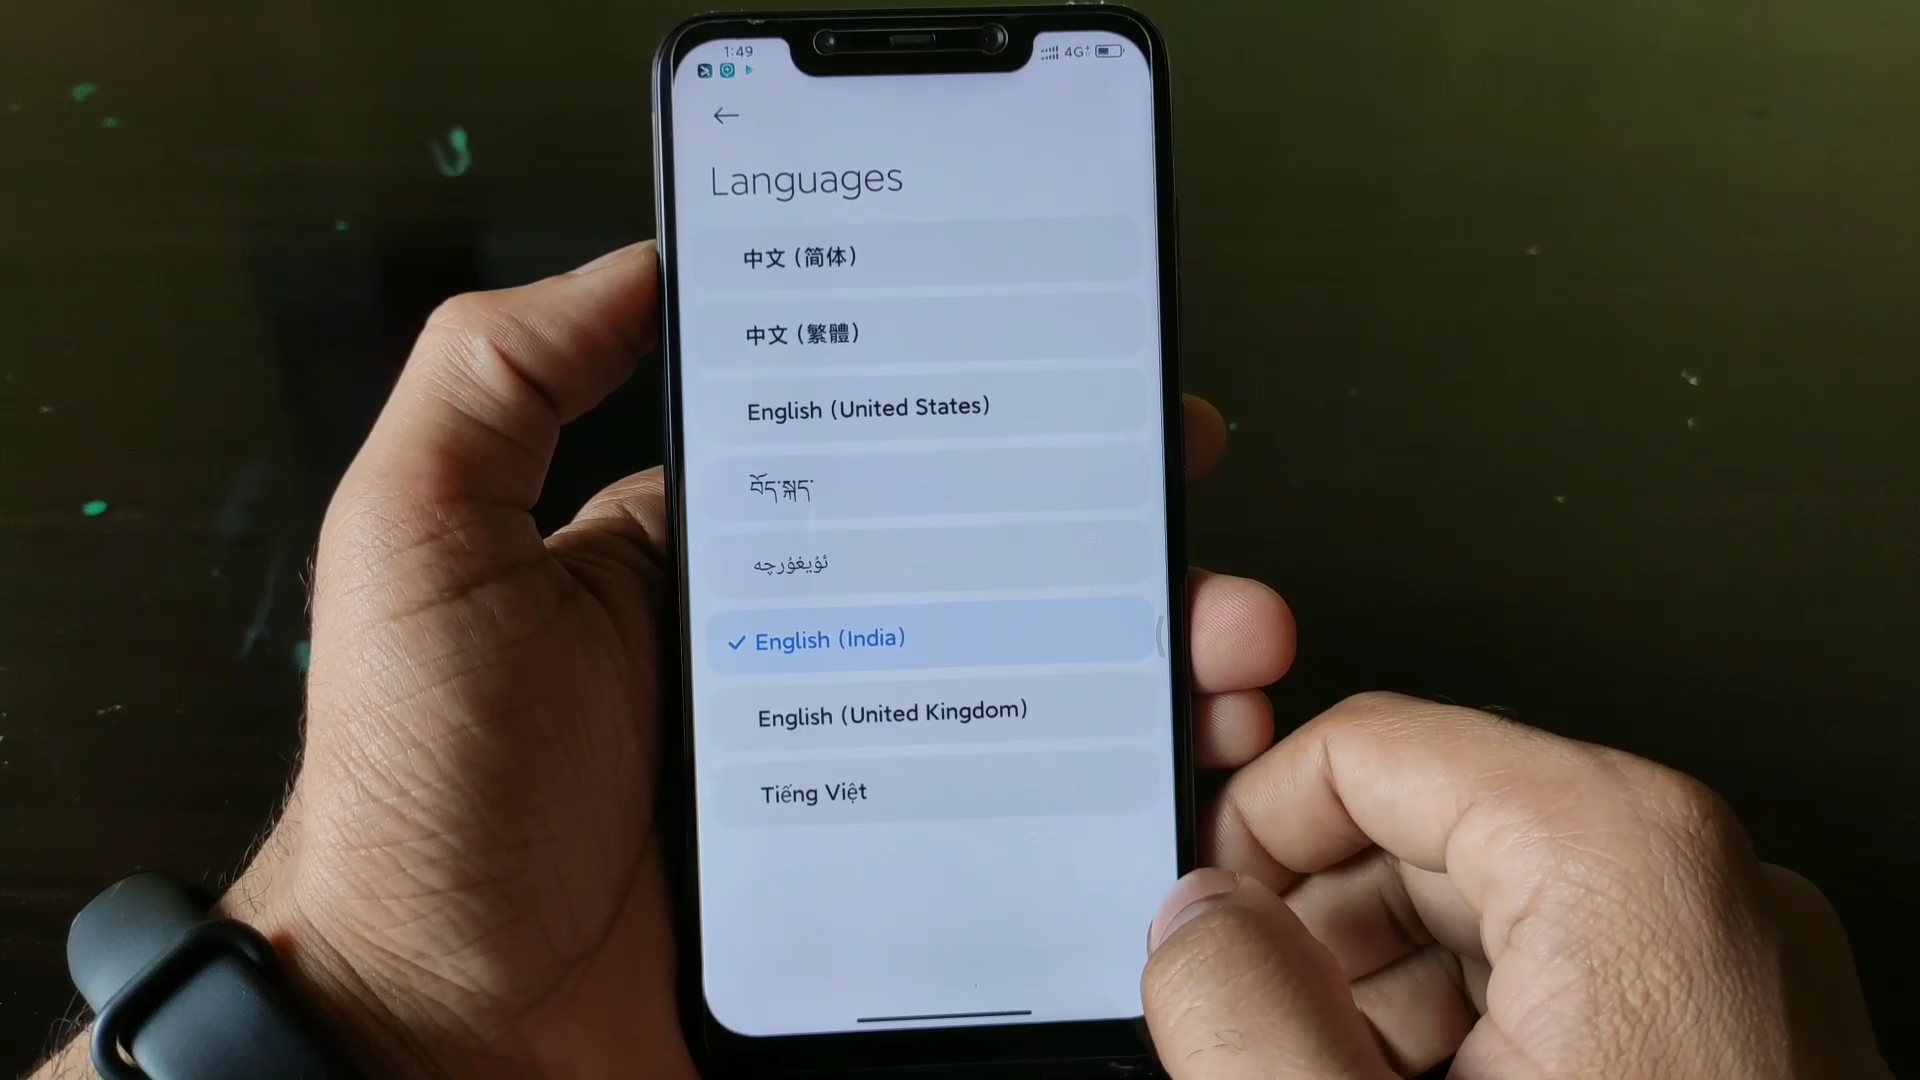 1:49
4G+
Languages
中文 (简体)
中文 (繁體)
English (United States)
བོད་སྐད་
ئۇيغۇرچە
English (India)
English (United Kingdom)
Tiếng Việt